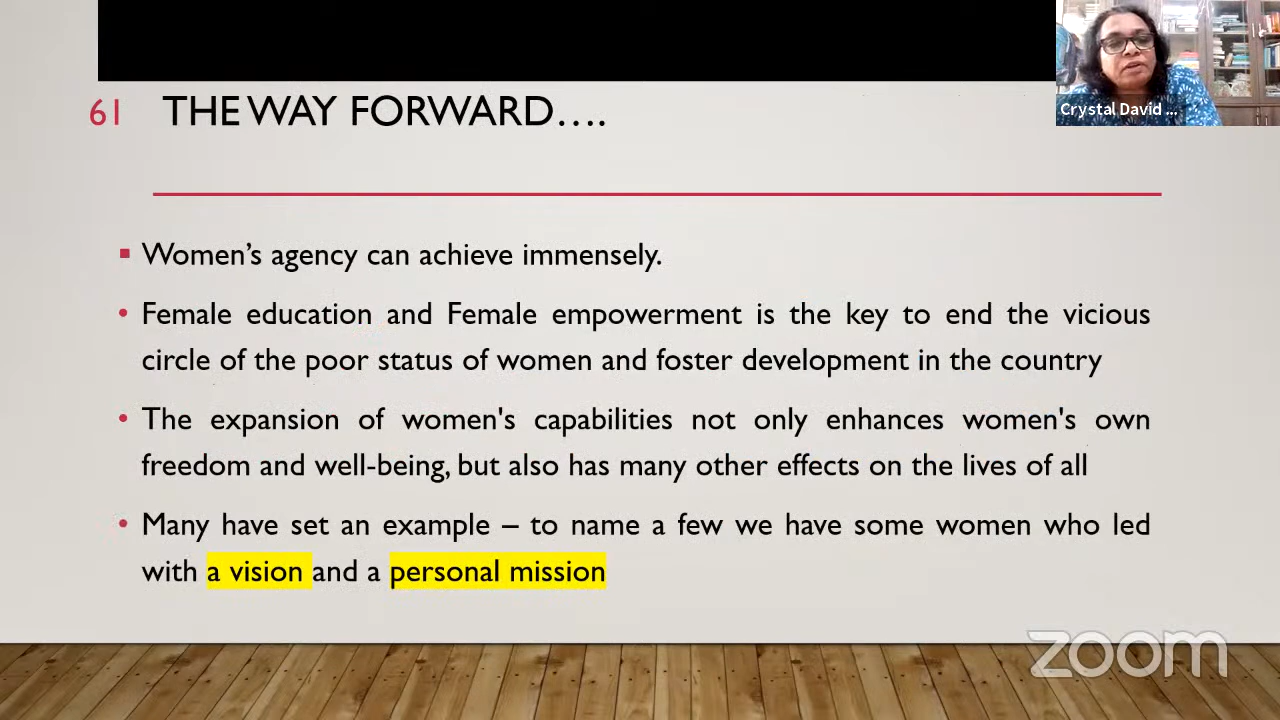 61 THE WAY FORWARD….
Crystal David ...
▪ Women's agency can achieve immensely.
• Female education and Female empowerment is the key to end the vicious
circle of the poor status of women and foster development in the country
• The expansion of women's capabilities not only enhances women's own
freedom and well-being, but also has many other effects on the lives of all
• Many have set an example – to name a few we have some women who led
with a vision and a personal mission
zoom